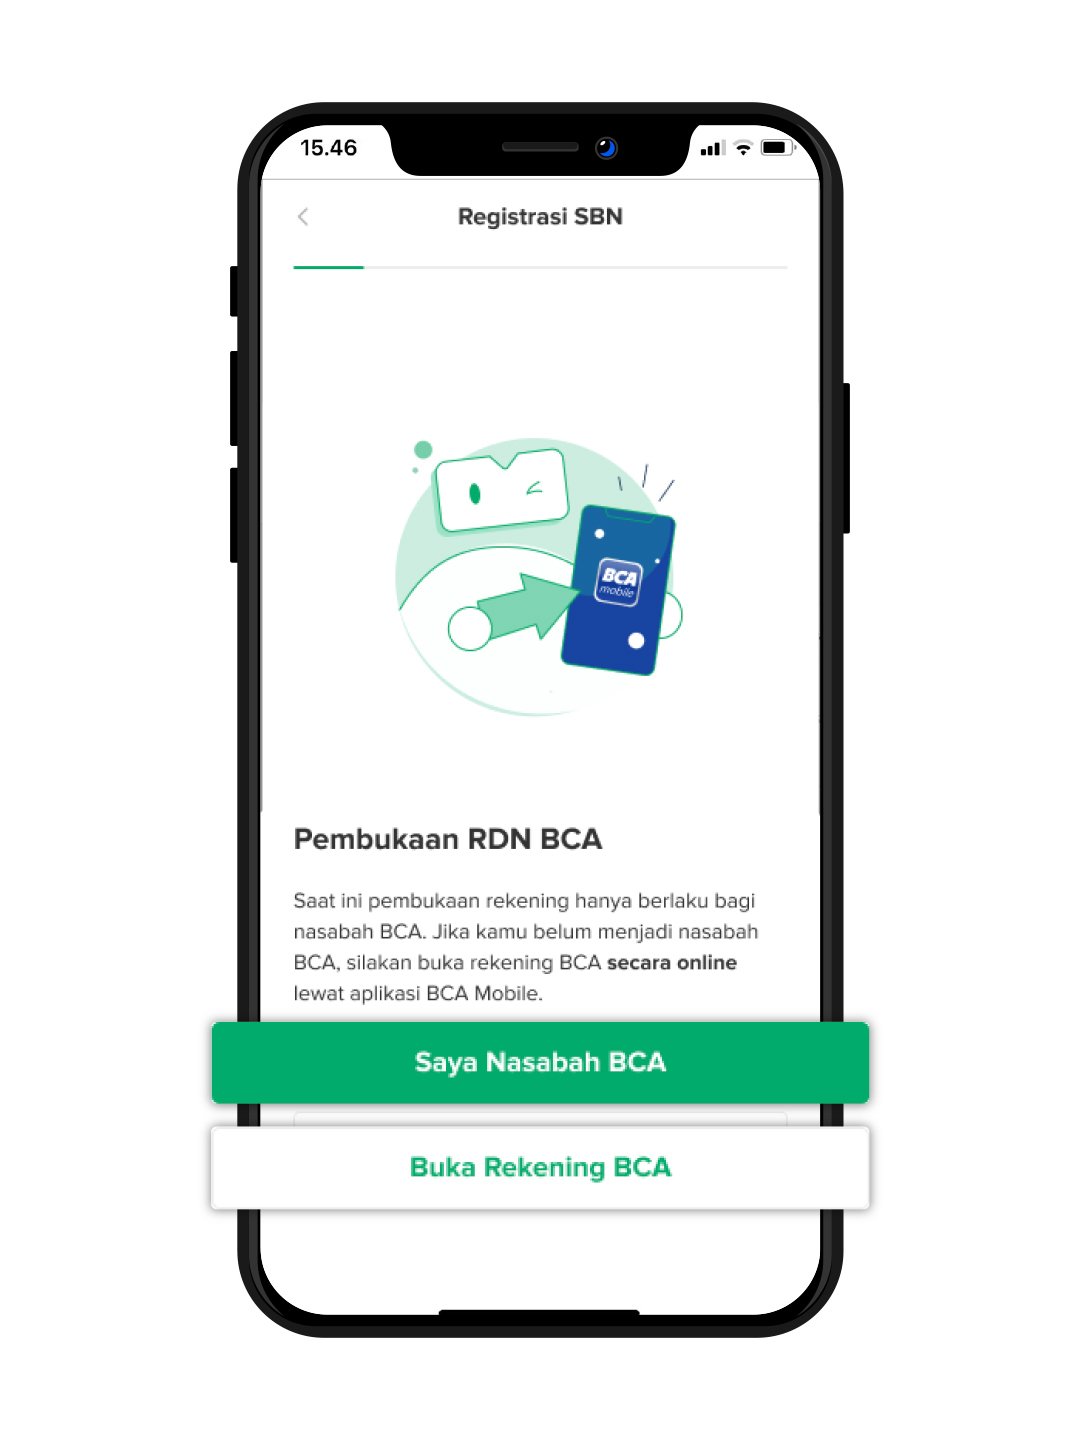 15.46
Registrasi SBN
BCA
mobile
Pembukaan RDN BCA
Saat ini pembukaan rekening hanya berlaku bagi
nasabah BCA. Jika kamu belum menjadi nasabah
BCA, silakan buka rekening BCA secara online
lewat aplikasi BCA Mobile.
Saya Nasabah BCA
Buka Rekening BCA